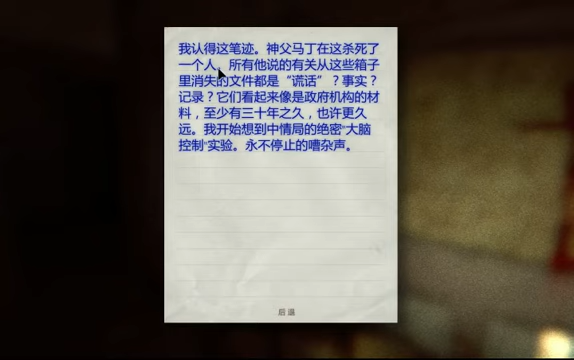 我认得这笔迹。神父马丁在这杀死了
一个人。所有他说的有关从这些箱子
里消失的文件都是“谎话”？事实？
记录？它们看起来像是政府机构的材
料，至少有三十年之久，也许更久
远。我开始想到中情局的绝密"大脑
控制"实验。永不停止的嘈杂声。
后退